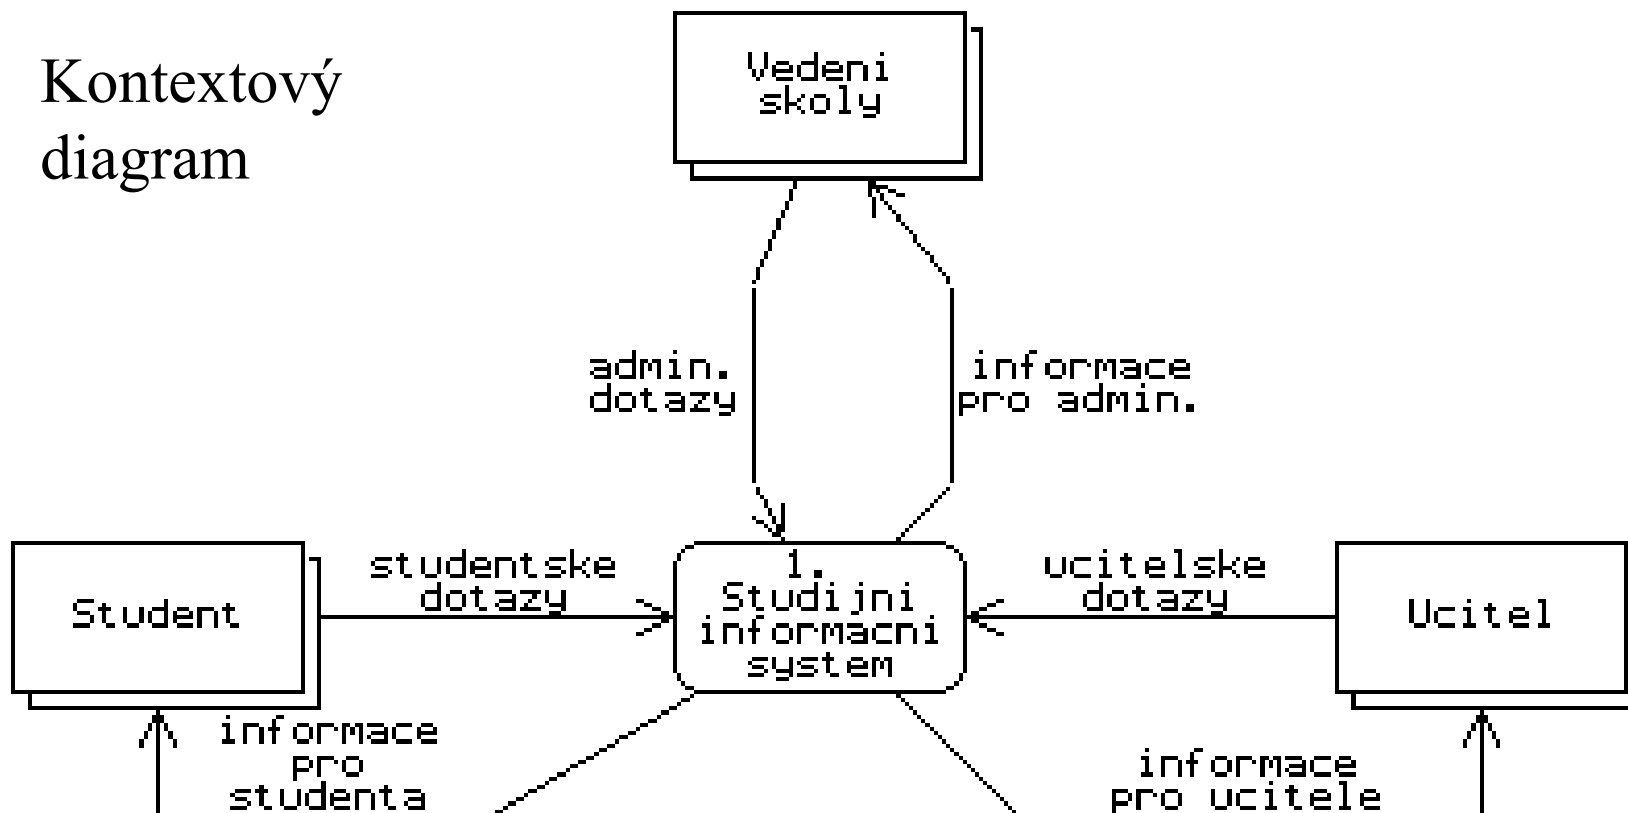 Kontextový
diagram
Vedeni
skoly
admin.
dotazy
informace
pro admin.
Student
studentske
dotazy
1.
Studijni
informacni
system
ucitelske
dotazy
Ucitel
informace
pro
studenta
informace
pro ucitele